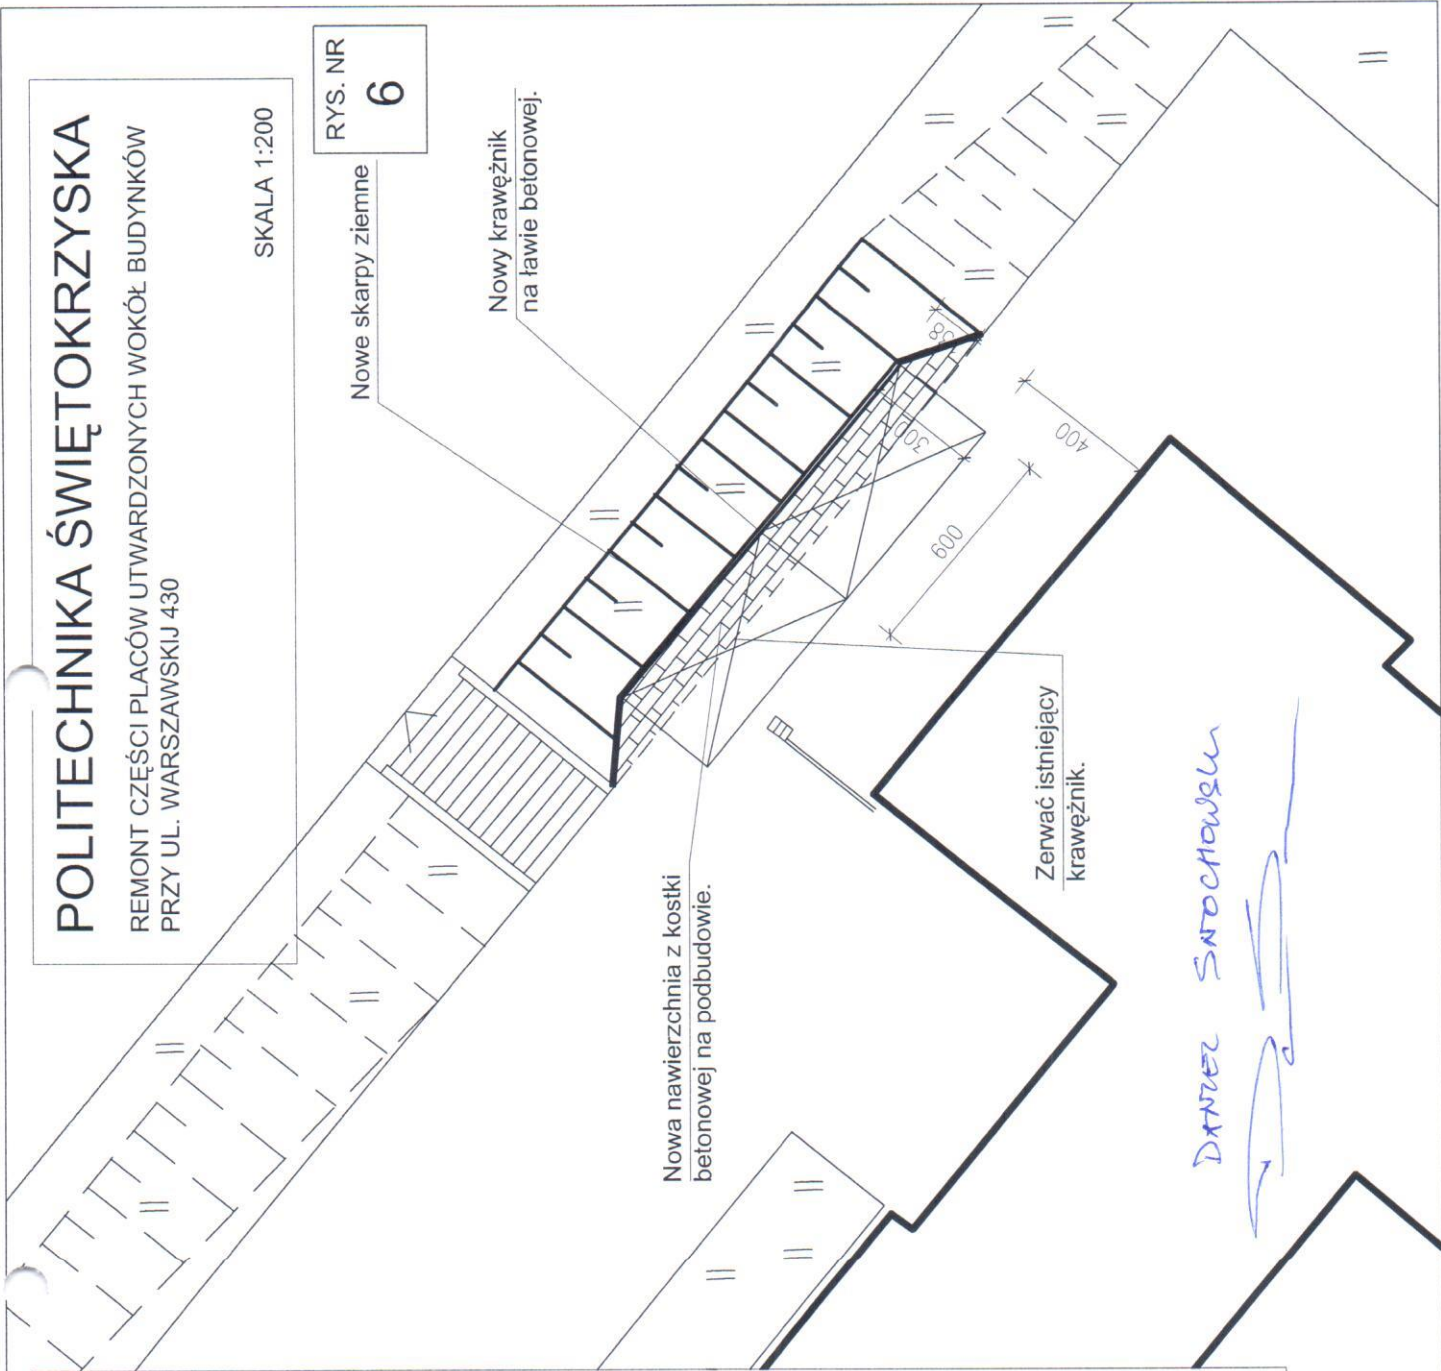 POLITECHNIKA ŚWIĘTOKRZYSKA
REMONT CZĘŚCI PLACÓW UTWARDZONYCH WOKÓŁ BUDYNKÓW
PRZY UL. WARSZAWSKIJ 430
SKALA 1:200
RYS. NR
6
Nowe skarpy ziemne
Nowy krawężnik
na ławie betonowej.
Nowa nawierzchnia z kostki
betonowej na podbudowie.
Zerwać istniejący
krawężnik.
300
600
400
DANIEL